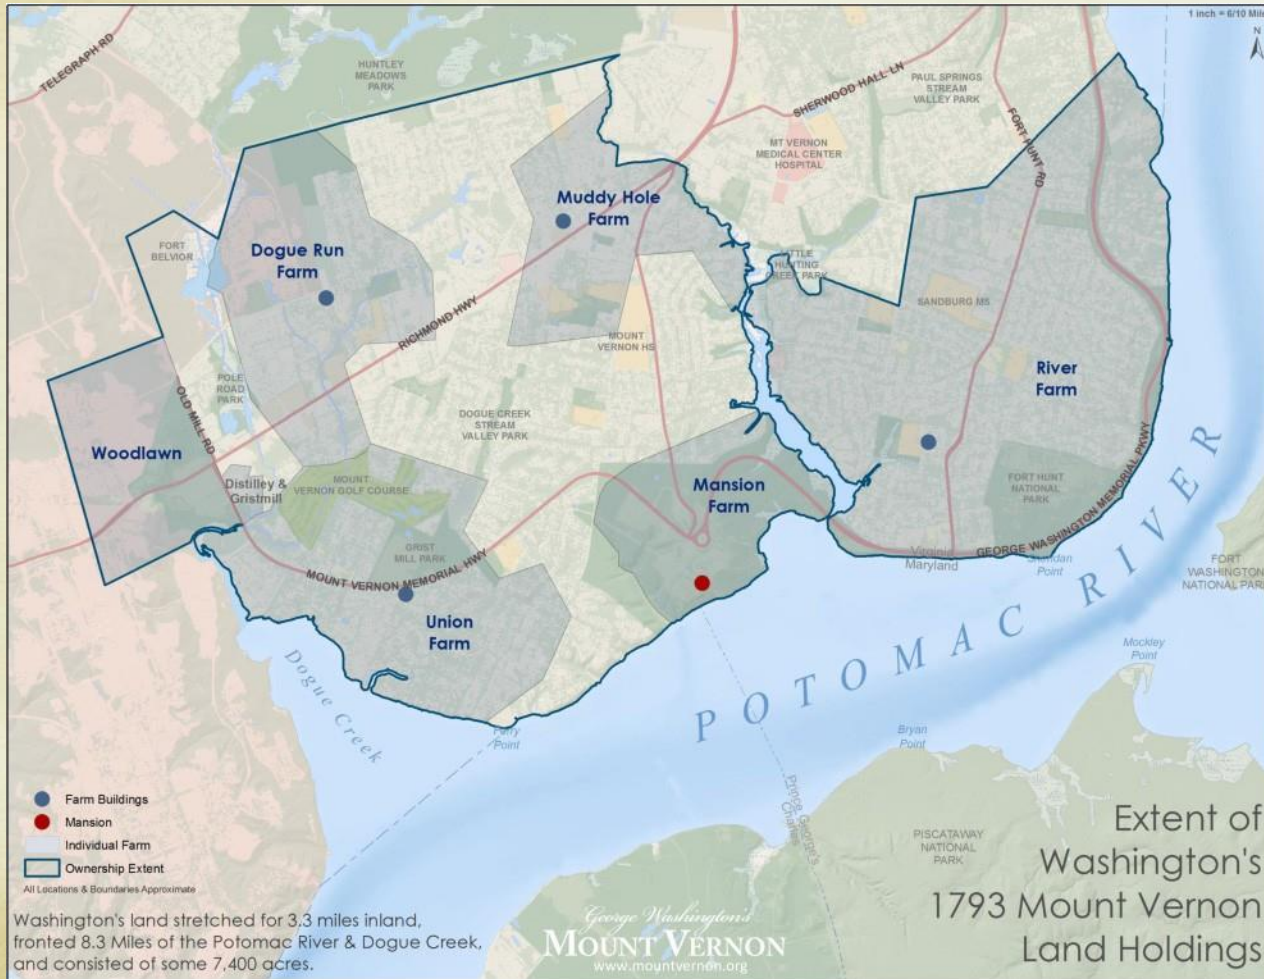 1 inch = 6/10 Mile
N
TELEGRAPH RD
HUNTLEY
MEADOWS
PARK
SHERWOOD HALL LN
PAUL SPRINGS
STREAM
VALLEY PARK
FORT HUNT RD
MT VERNON
MEDICAL CENTER
HOSPITAL
Muddy Hole
Farm
FORT
BELVIOR
Dogue Run
Farm
LITTLE
HUNTING
CREEK PARK
RICHMOND HWY
SANDBURG MS
MOUNT
VERNON HS
River
Farm
POLE
ROAD
PARK
OLD MILL RD
DOGUE CREEK
STREAM
VALLEY PARK
Woodlawn
Distilley &
Gristmill
MOUNT
VERNON GOLF COURSE
Mansion
Farm
FORT HUNT
NATIONAL
PARK
GEORGE WASHINGTON MEMORIAL PKWY
GRIST
MILL PARK
MOUNT VERNON MEMORIAL HWY
Virginia
Maryland
Sheridan
Point
FORT
WASHINGTON
NATIONAL PARK
Union
Farm
POTOMAC RIVER
Mockley
Point
Dogue Creek
Ferry
Point
Bryan
Point
Prince George's
Charles
PISCATAWAY
NATIONAL
PARK
Farm Buildings
Mansion
Individual Farm
Ownership Extent
All Locations & Boundaries Approximate
Washington's land stretched for 3.3 miles inland,
fronted 8.3 Miles of the Potomac River & Dogue Creek,
and consisted of some 7,400 acres.
George Washington's
MOUNT VERNON
www.mountvernon.org
Extent of
Washington's
1793 Mount Vernon
Land Holdings